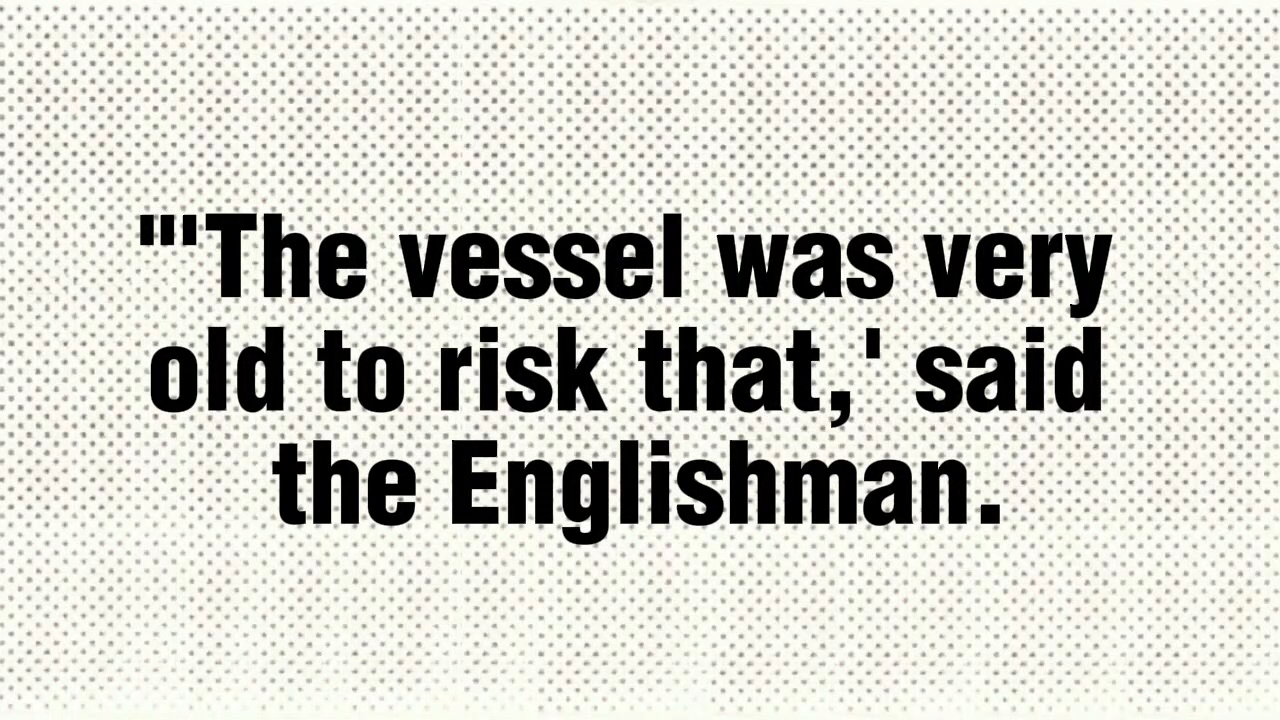 "'The vessel was very
old to risk that,' said
the Englishman.